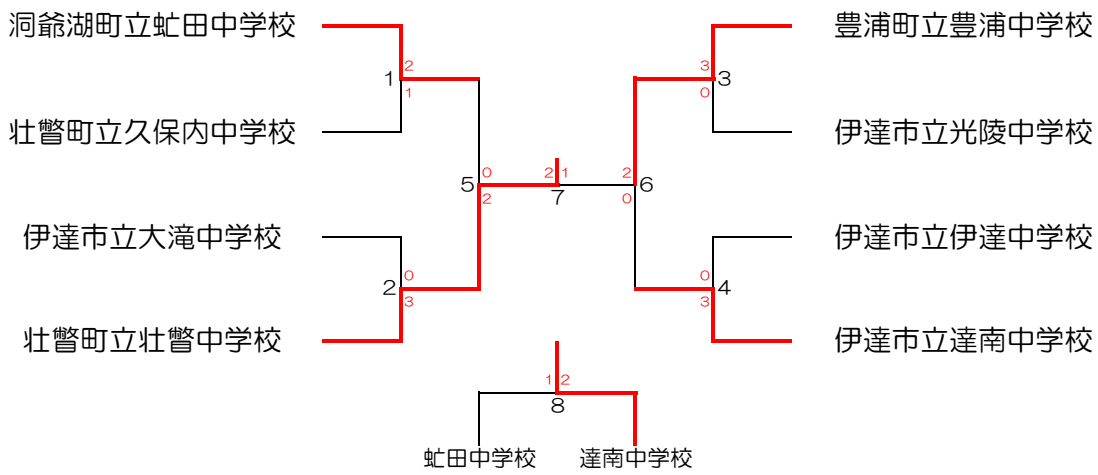 洞爺湖町立虻田中学校
豊浦町立豊浦中学校
2
3
1
3
1
0
壮瞥町立久保内中学校
伊達市立光陵中学校
0
2 1
2
5
7
6
2
0
伊達市立大滝中学校
伊達市立伊達中学校
0
0
2
4
3
3
壮瞥町立壮瞥中学校
伊達市立達南中学校
1 2
8
虻田中学校
達南中学校